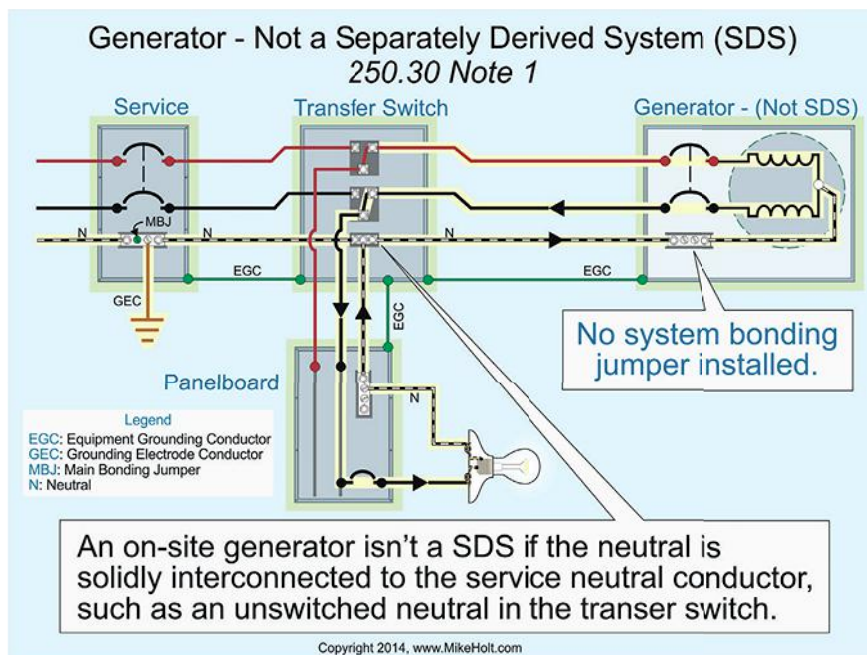 Generator - Not a Separately Derived System (SDS)
250.30 Note 1
Service
Transfer Switch
Generator - (Not SDS)
MBJ
N
N
N
EGC
EGC
GEC
EGC
No system bonding
jumper installed.
Panelboard
N
Legend
EGC: Equipment Grounding Conductor
GEC: Grounding Electrode Conductor
MBJ: Main Bonding Jumper
N: Neutral
An on-site generator isn't a SDS if the neutral is
solidly interconnected to the service neutral conductor,
such as an unswitched neutral in the transer switch.
Copyright 2014, www.MikeHolt.com